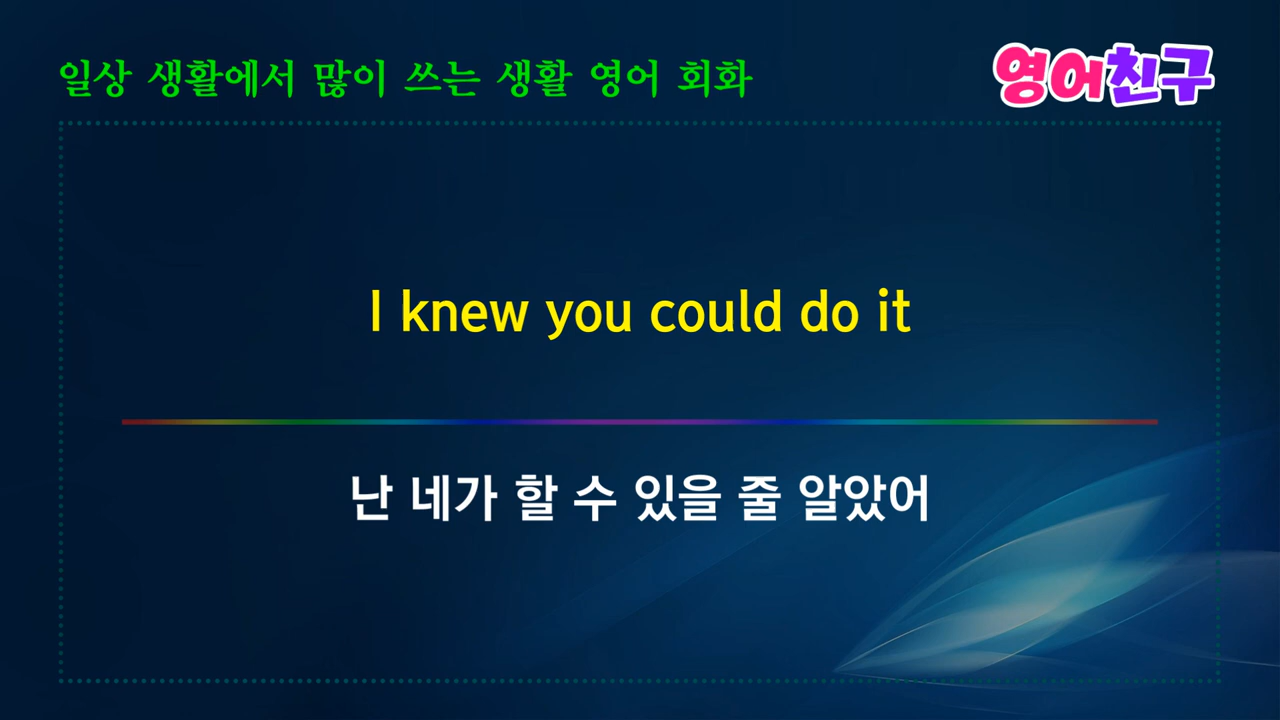 일상 생활에서 많이 쓰는 생활 영어 회화
영어친구
I knew you could do it
난 네가 할 수 있을 줄 알았어